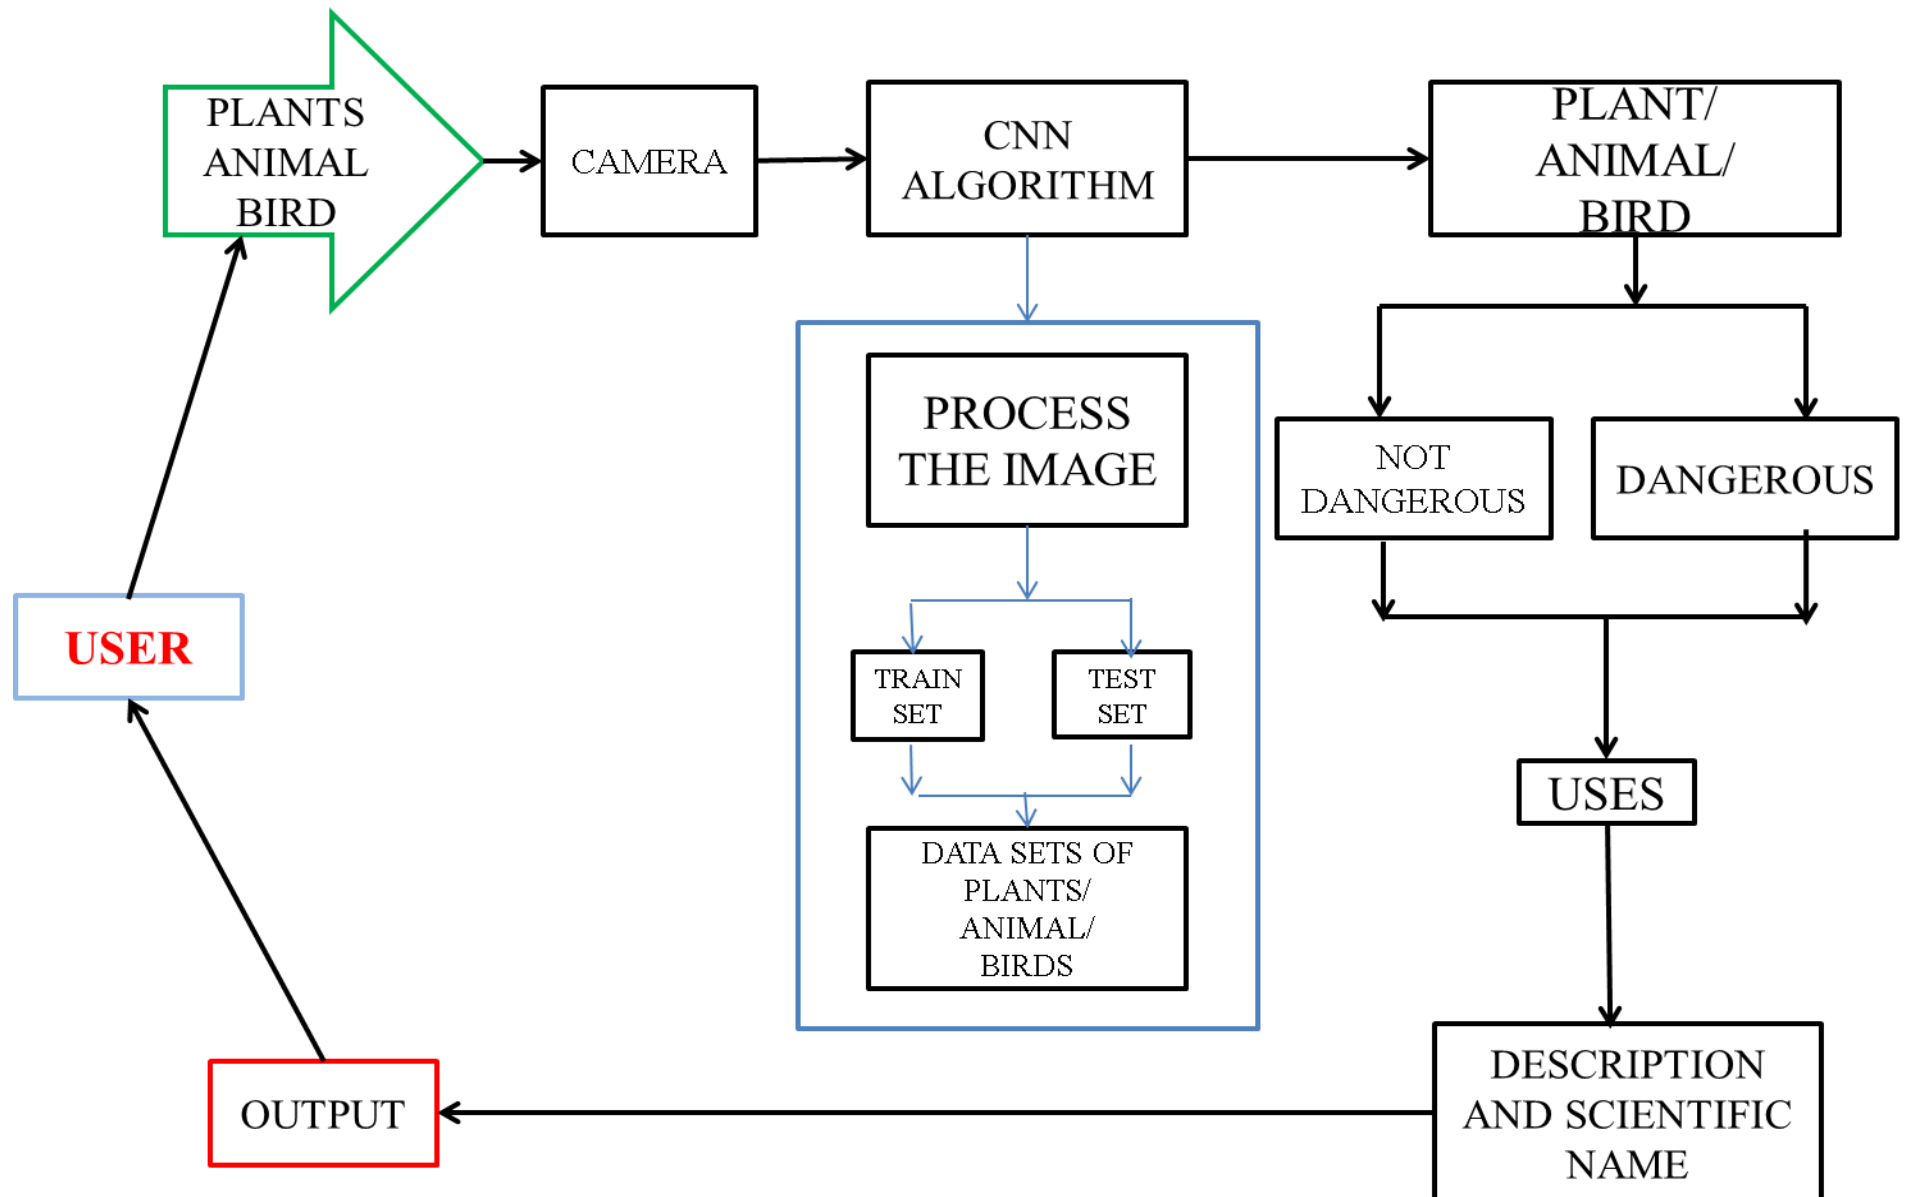 PLANTS
ANIMAL
BIRD
CAMERA
CNN
ALGORITHM
PLANT/
ANIMAL/
BIRD
PROCESS
THE IMAGE
NOT
DANGEROUS
DANGEROUS
USER
TRAIN
SET
TEST
SET
USES
DATA SETS OF
PLANTS/
ANIMAL/
BIRDS
OUTPUT
DESCRIPTION
AND SCIENTIFIC
NAME